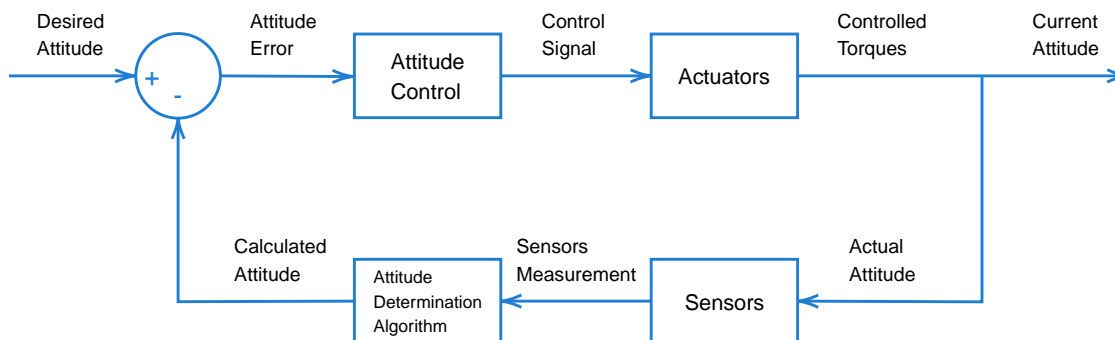 Desired
Attitude
Attitude
Error
Control
Signal
Controlled
Torques
Current
Attitude
+
-
Attitude
Control
Actuators
Calculated
Attitude
Sensors
Measurement
Actual
Attitude
Attitude
Determination
Algorithm
Sensors